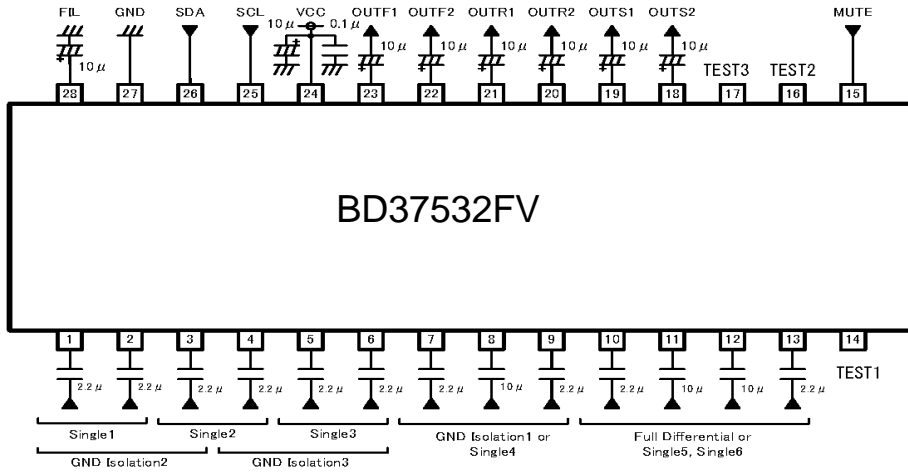 FIL GND SDA SCL VCC OUTF1 OUTF2 OUTR1 OUTR2 OUTS1 OUTS2 MUTE
10μ 0.1μ
10μ 10μ 10μ 10μ 10μ 10μ 10μ
TEST3 TEST2
28 27 26 25 24 23 22 21 20 19 18 17 16 15
BD37532FV
1 2 3 4 5 6 7 8 9 10 11 12 13 14
TEST1
2.2μ 2.2μ 2.2μ 2.2μ 2.2μ 2.2μ 2.2μ 10μ 2.2μ 2.2μ 10μ 10μ 2.2μ
Single1 Single2 Single3 GND Isolation1 or Full Differential or
Single4 Single5, Single6
GND Isolation2 GND Isolation3